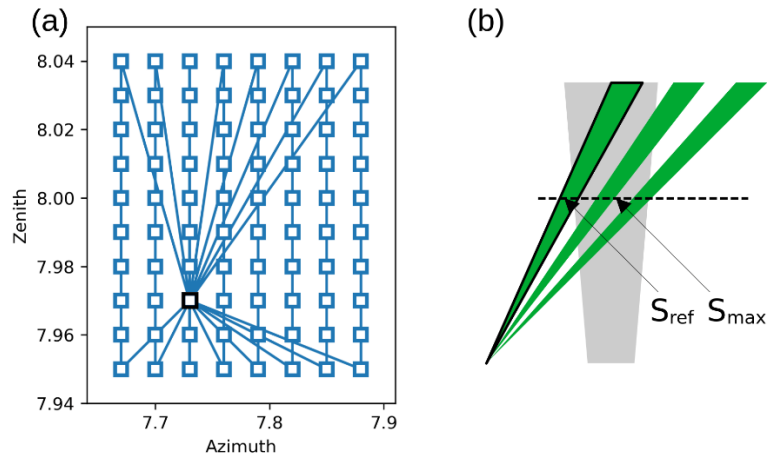 (a)
8.04
8.02
8.00
7.98
7.96
7.94
Zenith
7.7 7.8 7.9
Azimuth
(b)
Sref Smax